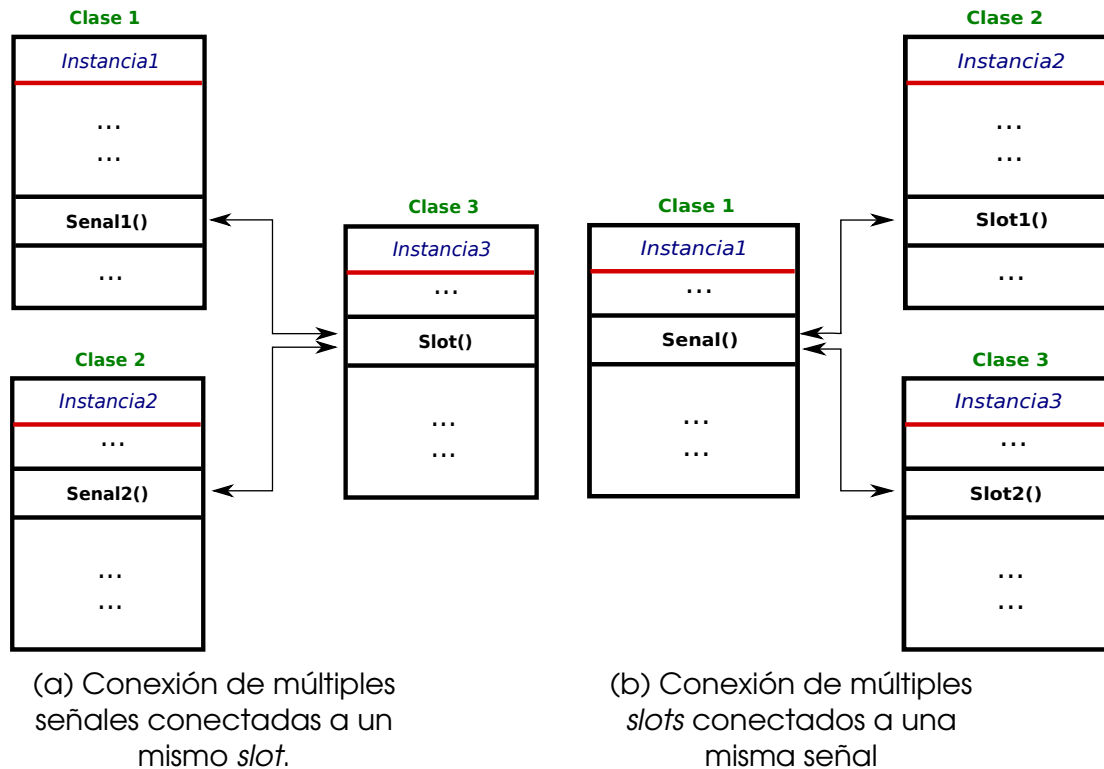 Clase 1
Instancia1
...
...
Senal1()
...
Clase 2
Instancia2
...
Senal2()
...
...
Clase 3
Instancia3
...
Slot()
...
...
(a) Conexión de múltiples
señales conectadas a un
mismo slot.
Clase 1
Instancia1
...
Senal()
...
...
Clase 2
Instancia2
...
...
Slot1()
...
Clase 3
Instancia3
...
Slot2()
...
...
(b) Conexión de múltiples
slots conectados a una
misma señal